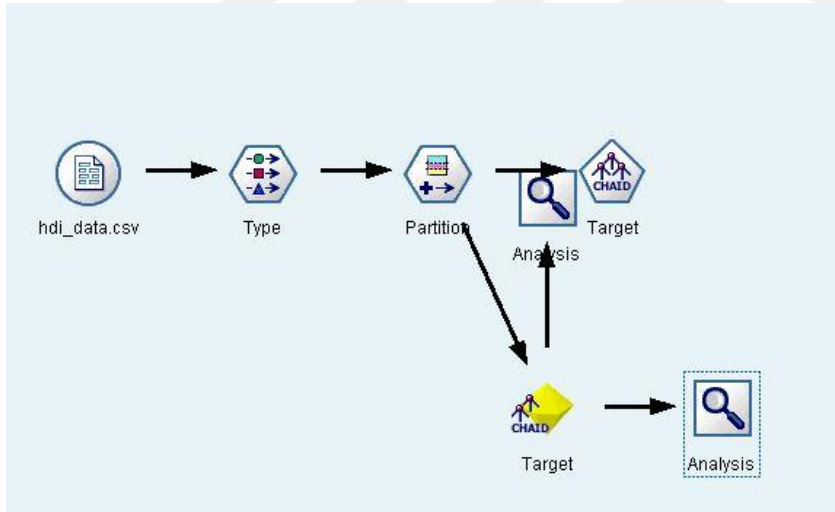 CHAID
hdi_data.csv
Type
Partition
Target
Analysis
CHAID
Target
Analysis